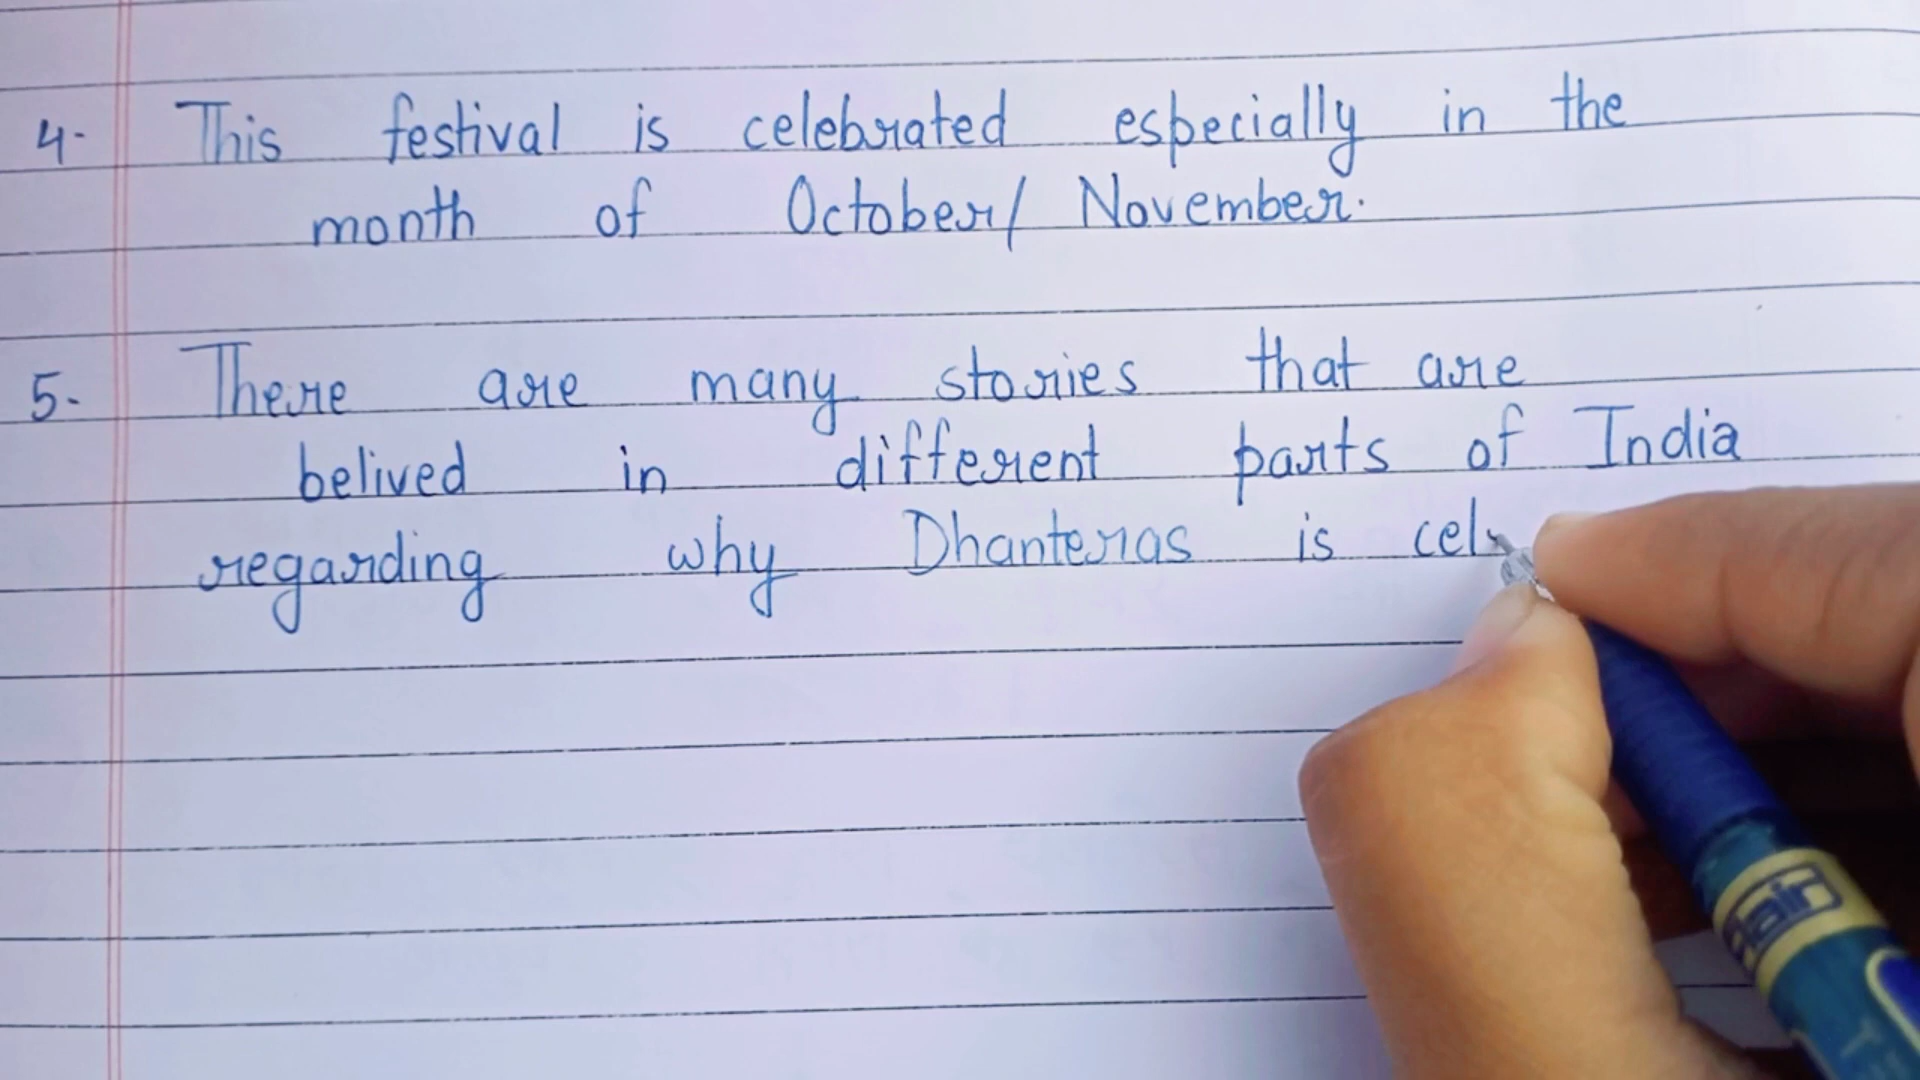 4- This festival is celebrated especially in the
month of October/ November.
5- There are many stories that are
belived in different parts of India
regarding why Dhanteras is cel